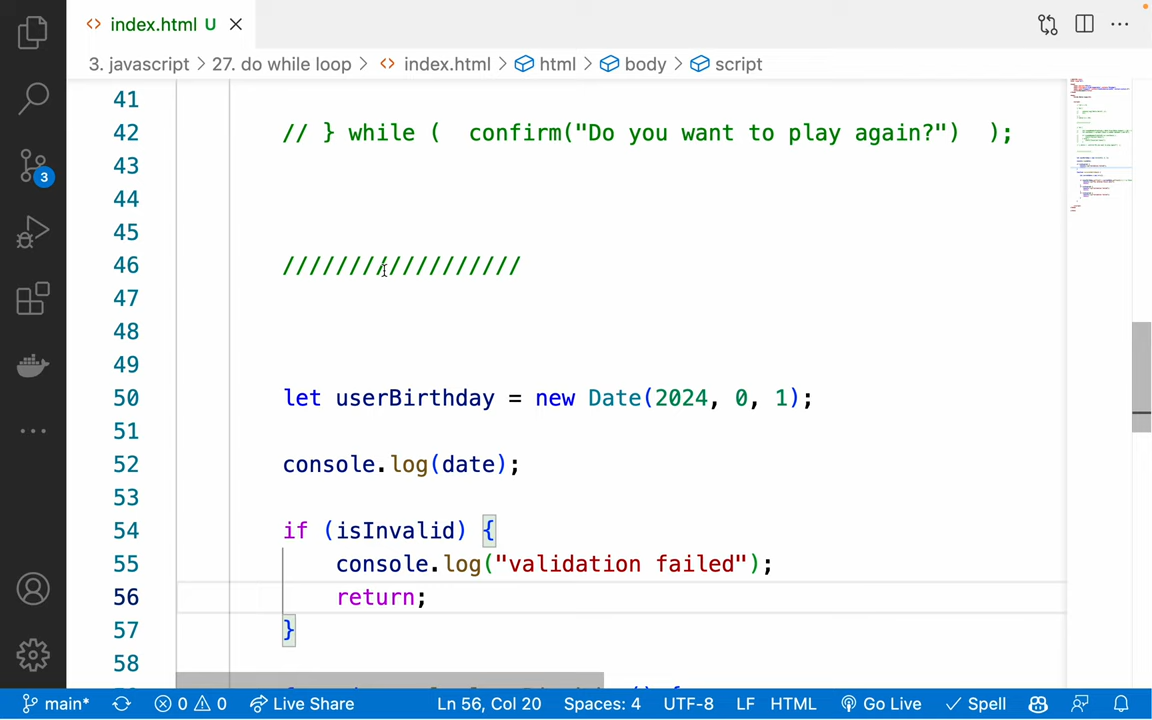 index.html U
3. javascript > 27. do while loop > index.html > html > body > script
41
42 // } while (  confirm("Do you want to play again?")  );
43
44
45
46 //////////////////
47
48
49
50 let userBirthday = new Date(2024, 0, 1);
51
52 console.log(date);
53
54 if (isInvalid) {
55 console.log("validation failed");
56 return;
57 }
58
3
main* 0 0 Live Share Ln 56, Col 20 Spaces: 4 UTF-8 LF HTML Go Live Spell